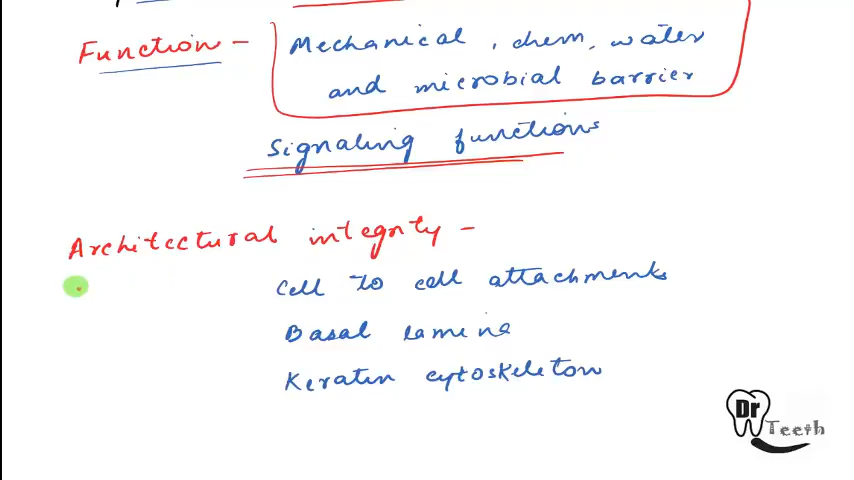 Function - Mechanical, chem, water
and microbial barrier
Signaling functions
Architectural integrity -
Cell to cell attachments
Basal lamina
Keratin cytoskeleton
Dr
Teeth